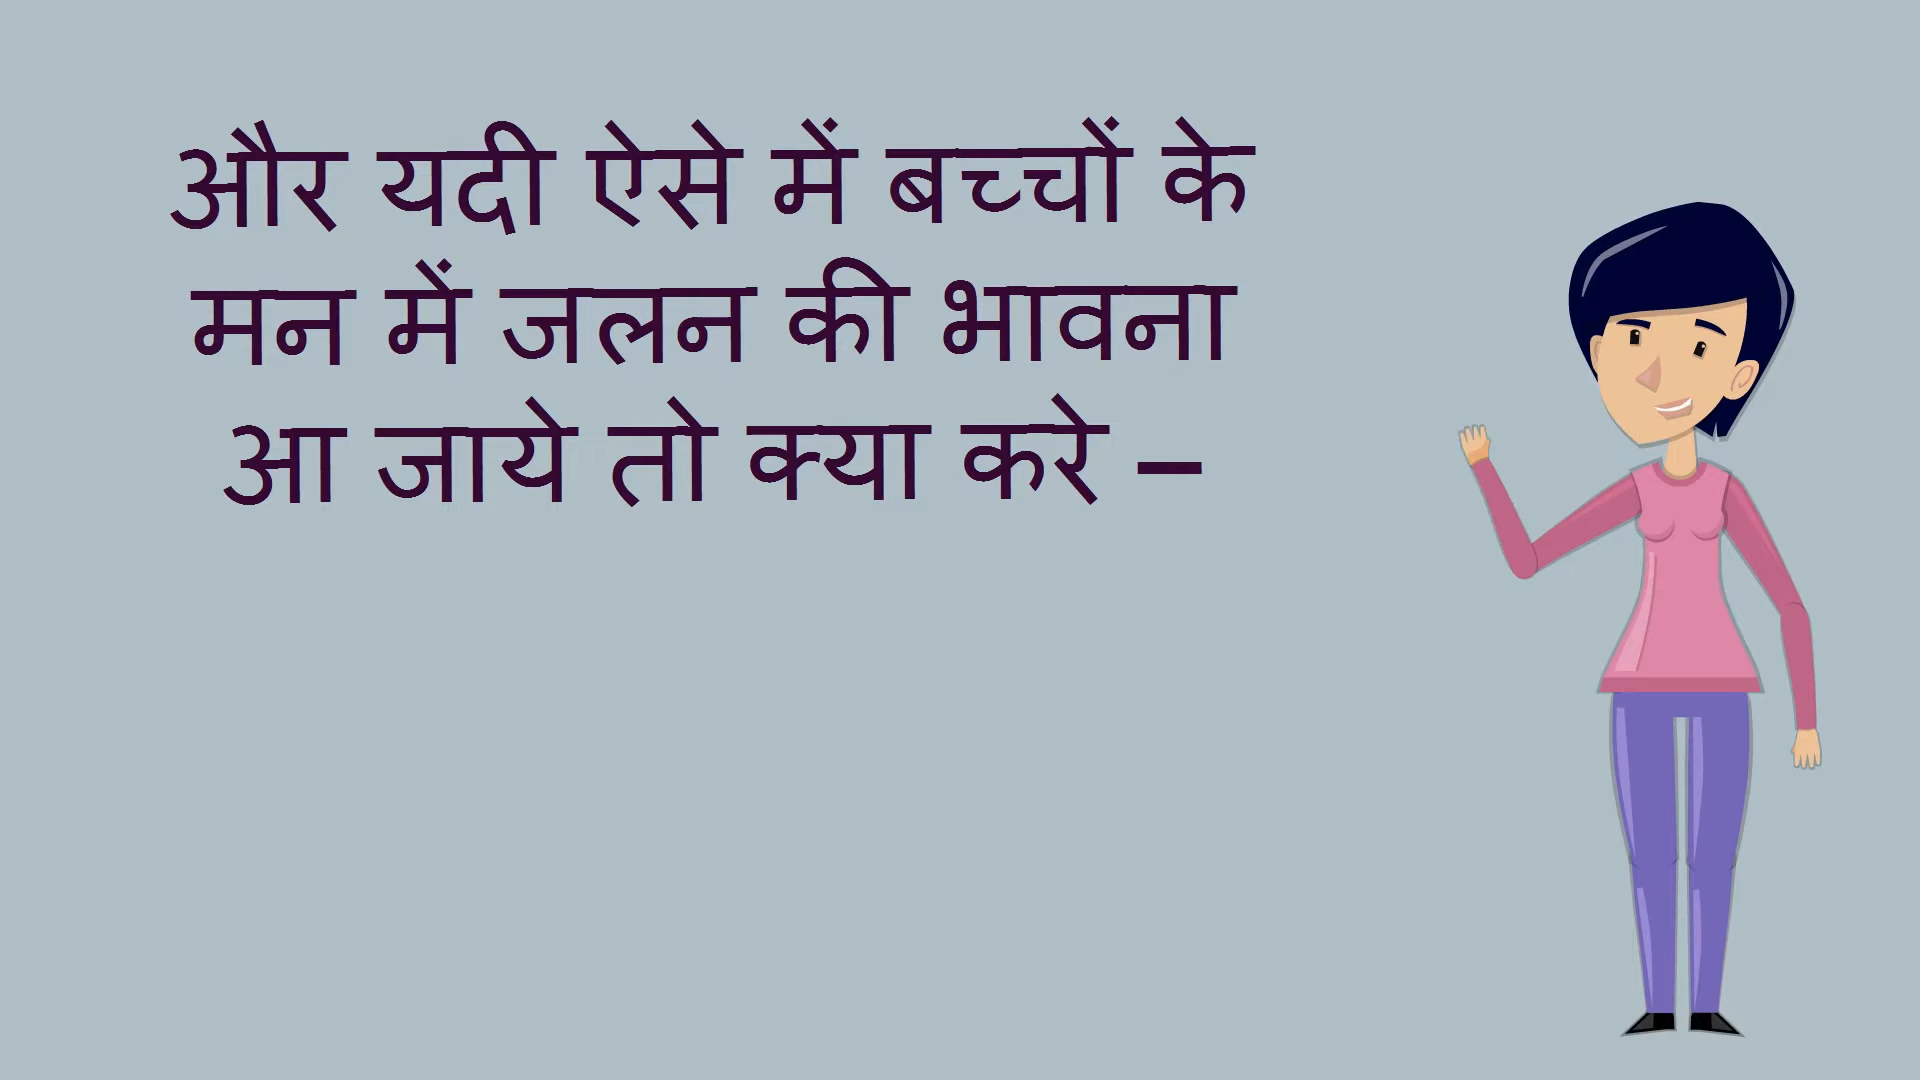 और यदी ऐसे में बच्चों के
मन में जलन की भावना
आ जाये तो क्या करे –